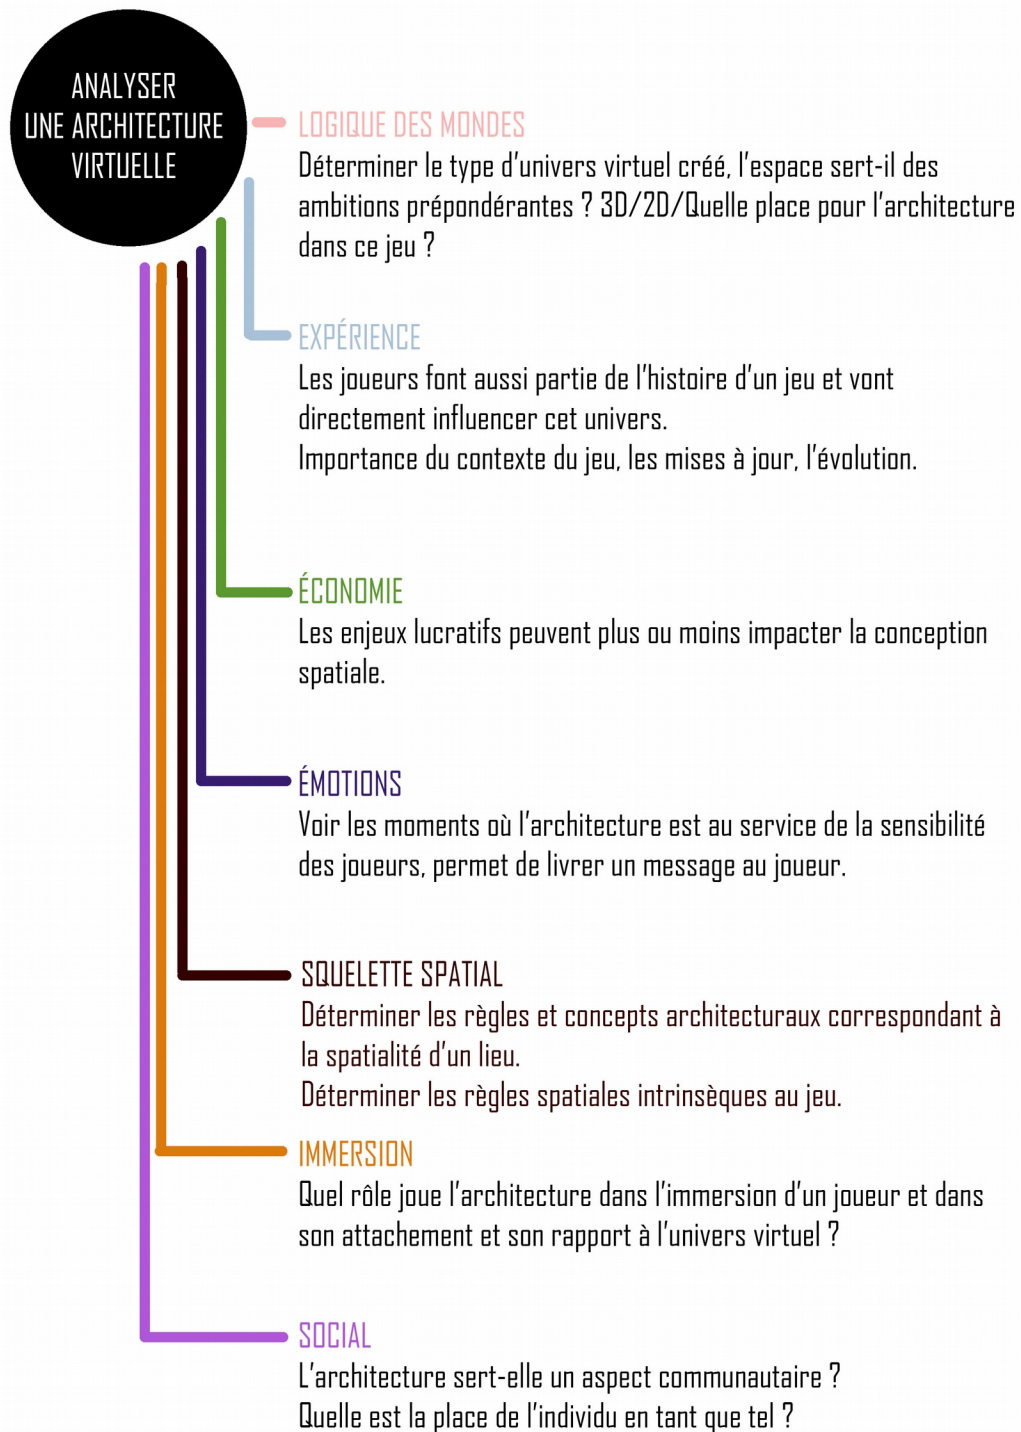 ANALYSER
UNE ARCHITECTURE
VIRTUELLE
LOGIQUE DES MONDES
Déterminer le type d'univers virtuel créé, l'espace sert-il des
ambitions prépondérantes ? 3D/2D/Quelle place pour l'architecture
dans ce jeu ?
EXPÉRIENCE
Les joueurs font aussi partie de l'histoire d'un jeu et vont
directement influencer cet univers.
Importance du contexte du jeu, les mises à jour, l'évolution.
ÉCONOMIE
Les enjeux lucratifs peuvent plus ou moins impacter la conception
spatiale.
ÉMOTIONS
Voir les moments où l'architecture est au service de la sensibilité
des joueurs, permet de livrer un message au joueur.
SQUELETTE SPATIAL
Déterminer les règles et concepts architecturaux correspondant à
la spatialité d'un lieu.
Déterminer les règles spatiales intrinsèques au jeu.
IMMERSION
Quel rôle joue l'architecture dans l'immersion d'un joueur et dans
son attachement et son rapport à l'univers virtuel ?
SOCIAL
L'architecture sert-elle un aspect communautaire ?
Quelle est la place de l'individu en tant que tel ?